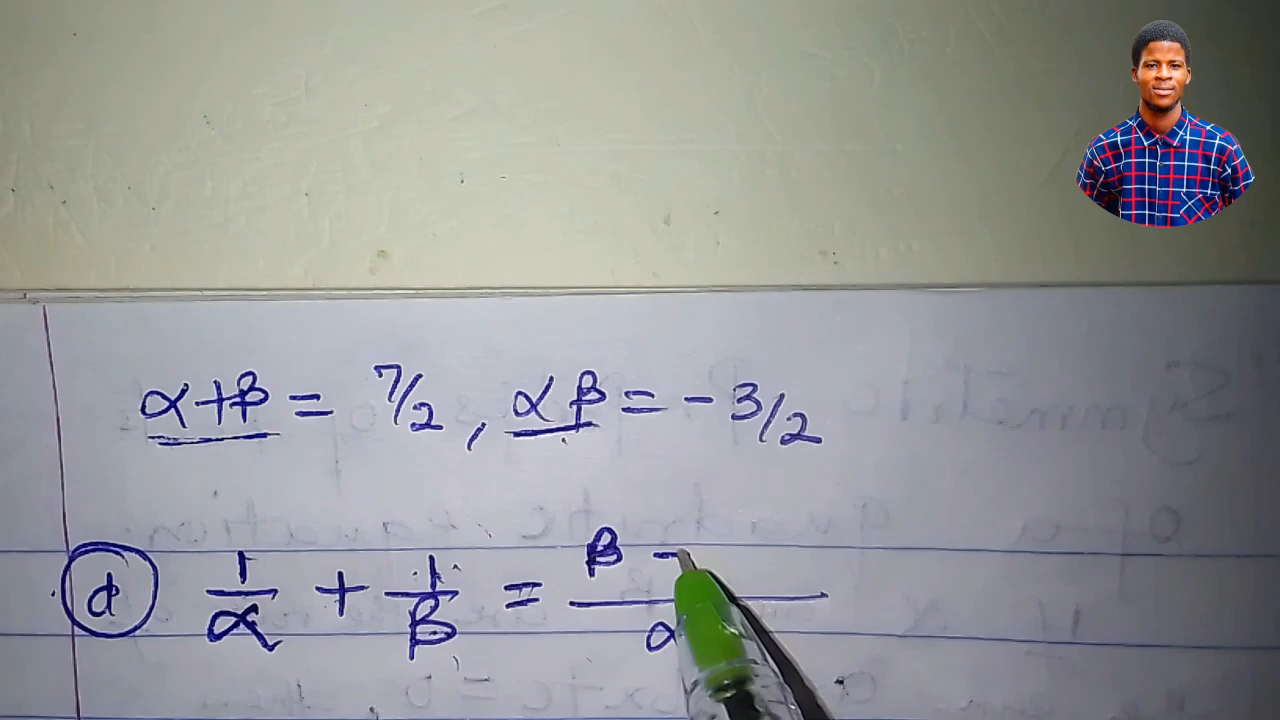 α+β = 7/2, αβ = - 3/2
d 1/α + 1/β = β - / α